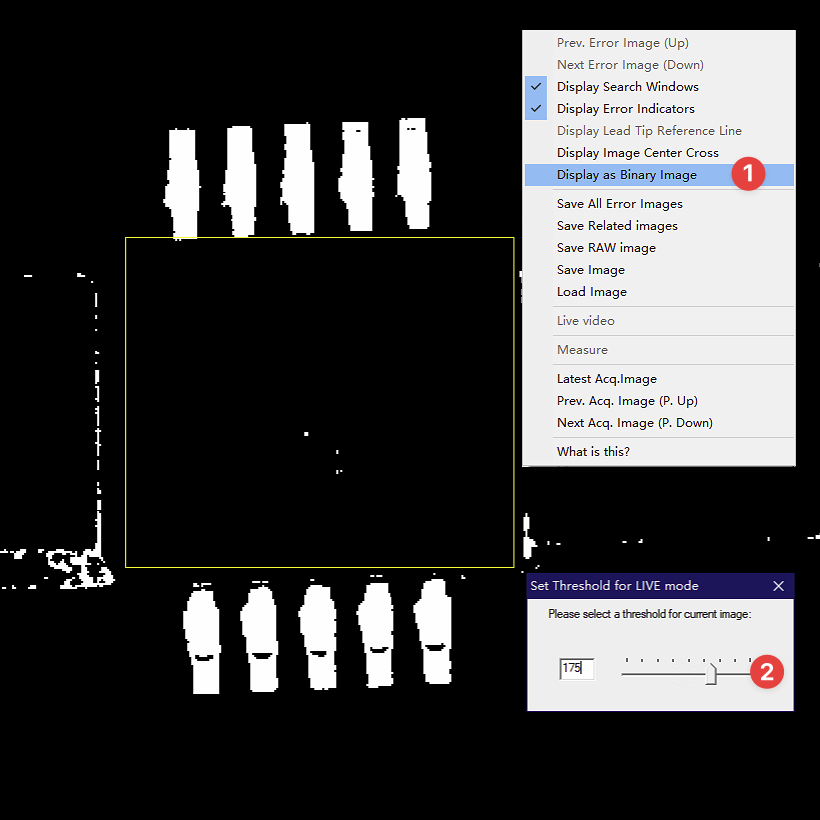 Prev. Error Image (Up)
Next Error Image (Down)
Display Search Windows
Display Error Indicators
Display Lead Tip Reference Line
Display Image Center Cross
Display as Binary Image
1
Save All Error Images
Save Related images
Save RAW image
Save Image
Load Image
Live video
Measure
Latest Acq.Image
Prev. Acq. Image (P. Up)
Next Acq. Image (P. Down)
What is this?
Set Threshold for LIVE mode
Please select a threshold for current image:
175
2